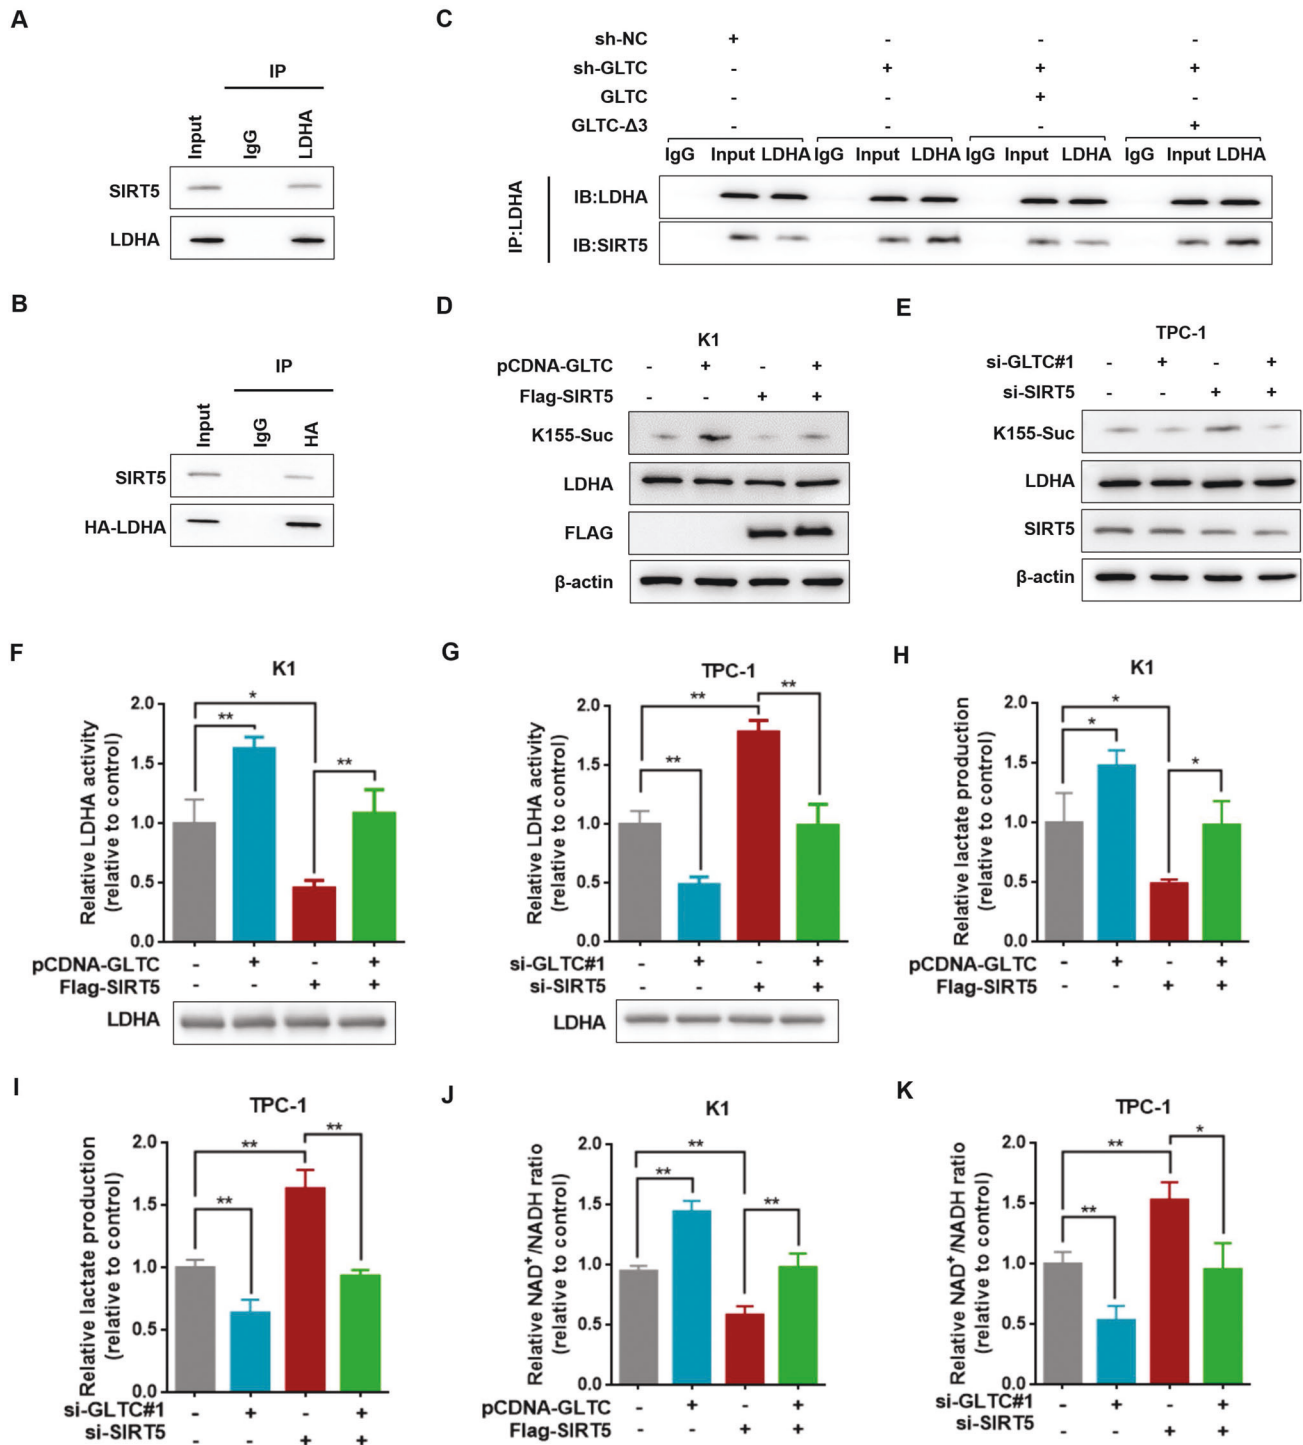 A
IP
Input
IgG
LDHA
SIRT5
LDHA
B
IP
Input
IgG
HA
SIRT5
HA-LDHA
C
sh-NC + - - -
sh-GLTC - + + +
GLTC - - + -
GLTC-Δ3 - - - +
IgG Input LDHA IgG Input LDHA IgG Input LDHA IgG Input LDHA
IP:LDHA
IB:LDHA
IB:SIRT5
D
K1
pCDNA-GLTC - + - +
Flag-SIRT5 - - + +
K155-Suc
LDHA
FLAG
β-actin
E
TPC-1
si-GLTC#1 - + - +
si-SIRT5 - - + +
K155-Suc
LDHA
SIRT5
β-actin
F
K1
Relative LDHA activity
(relative to control)
2.0
1.5
1.0
0.5
0.0
*
**
**
pCDNA-GLTC - + - +
Flag-SIRT5 - - + +
LDHA
G
TPC-1
Relative LDHA activity
(relative to control)
2.0
1.5
1.0
0.5
0.0
**
**
**
si-GLTC#1 - + - +
si-SIRT5 - - + +
LDHA
H
K1
Relative lactate production
(relative to control)
2.0
1.5
1.0
0.5
0.0
*
*
*
pCDNA-GLTC - + - +
Flag-SIRT5 - - + +
I
TPC-1
Relative lactate production
(relative to control)
2.0
1.5
1.0
0.5
0.0
**
**
**
si-GLTC#1 - + - +
si-SIRT5 - - + +
J
K1
Relative NAD+/NADH ratio
(relative to control)
2.0
1.5
1.0
0.5
0.0
**
**
**
pCDNA-GLTC - + - +
Flag-SIRT5 - - + +
K
TPC-1
Relative NAD+/NADH ratio
(relative to control)
2.0
1.5
1.0
0.5
0.0
*
**
**
si-GLTC#1 - + - +
si-SIRT5 - - + +